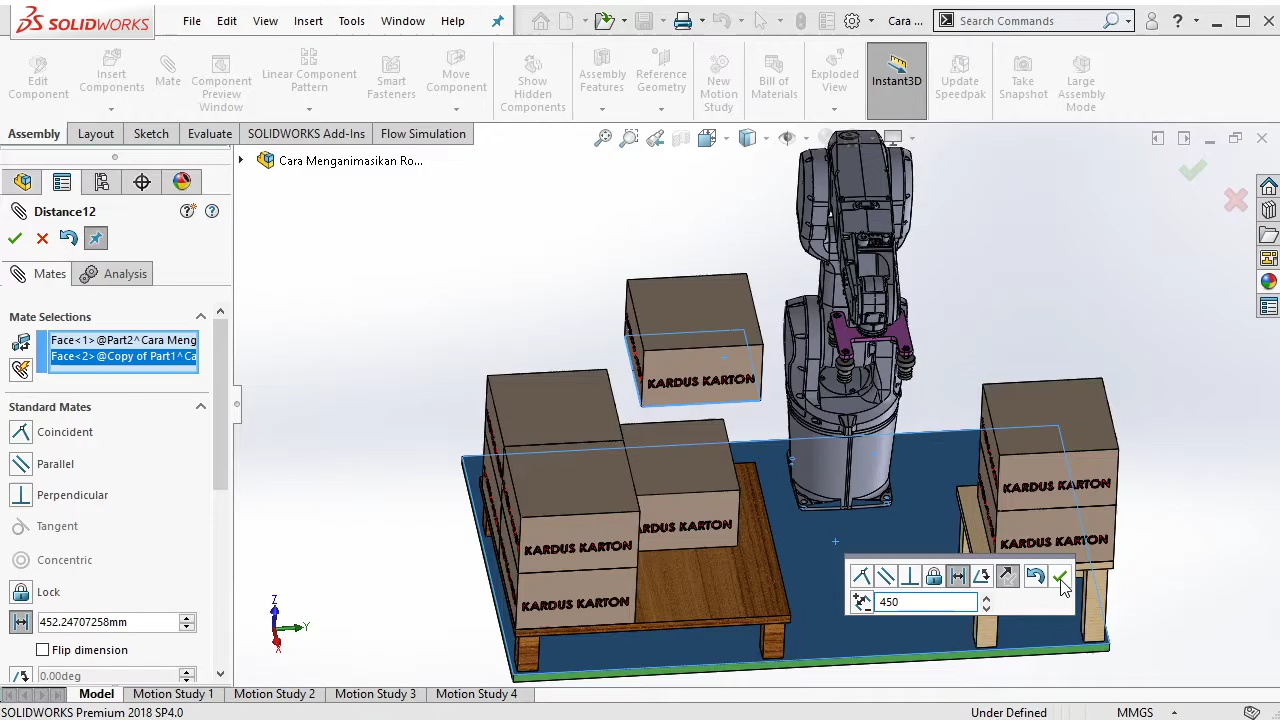 SOLIDWORKS
File Edit View Insert Tools Window Help
Cara ...
Search Commands
?
Edit Component
Insert Components
Mate
Component Preview Window
Linear Component Pattern
Smart Fasteners
Move Component
Show Hidden Components
Assembly Features
Reference Geometry
New Motion Study
Bill of Materials
Exploded View
Instant3D
Update Speedpak
Take Snapshot
Large Assembly Mode
Assembly Layout Sketch Evaluate SOLIDWORKS Add-Ins Flow Simulation
Cara Menganimasikan Ro...
Distance12
Mates Analysis
Mate Selections
Face<1>@Part2^Cara Meng
Face<2>@Copy of Part1^Ca
Standard Mates
Coincident
Parallel
Perpendicular
Tangent
Concentric
Lock
452.24707258mm
Flip dimension
0.00deg
KARDUS KARTON
KARDUS KARTON
KARDUS KARTON
KARDUS KARTON
KARDUS KARTON
KARDUS KARTON
450
Z
Y
X
Model Motion Study 1 Motion Study 2 Motion Study 3 Motion Study 4
SOLIDWORKS Premium 2018 SP4.0
Under Defined
MMGS